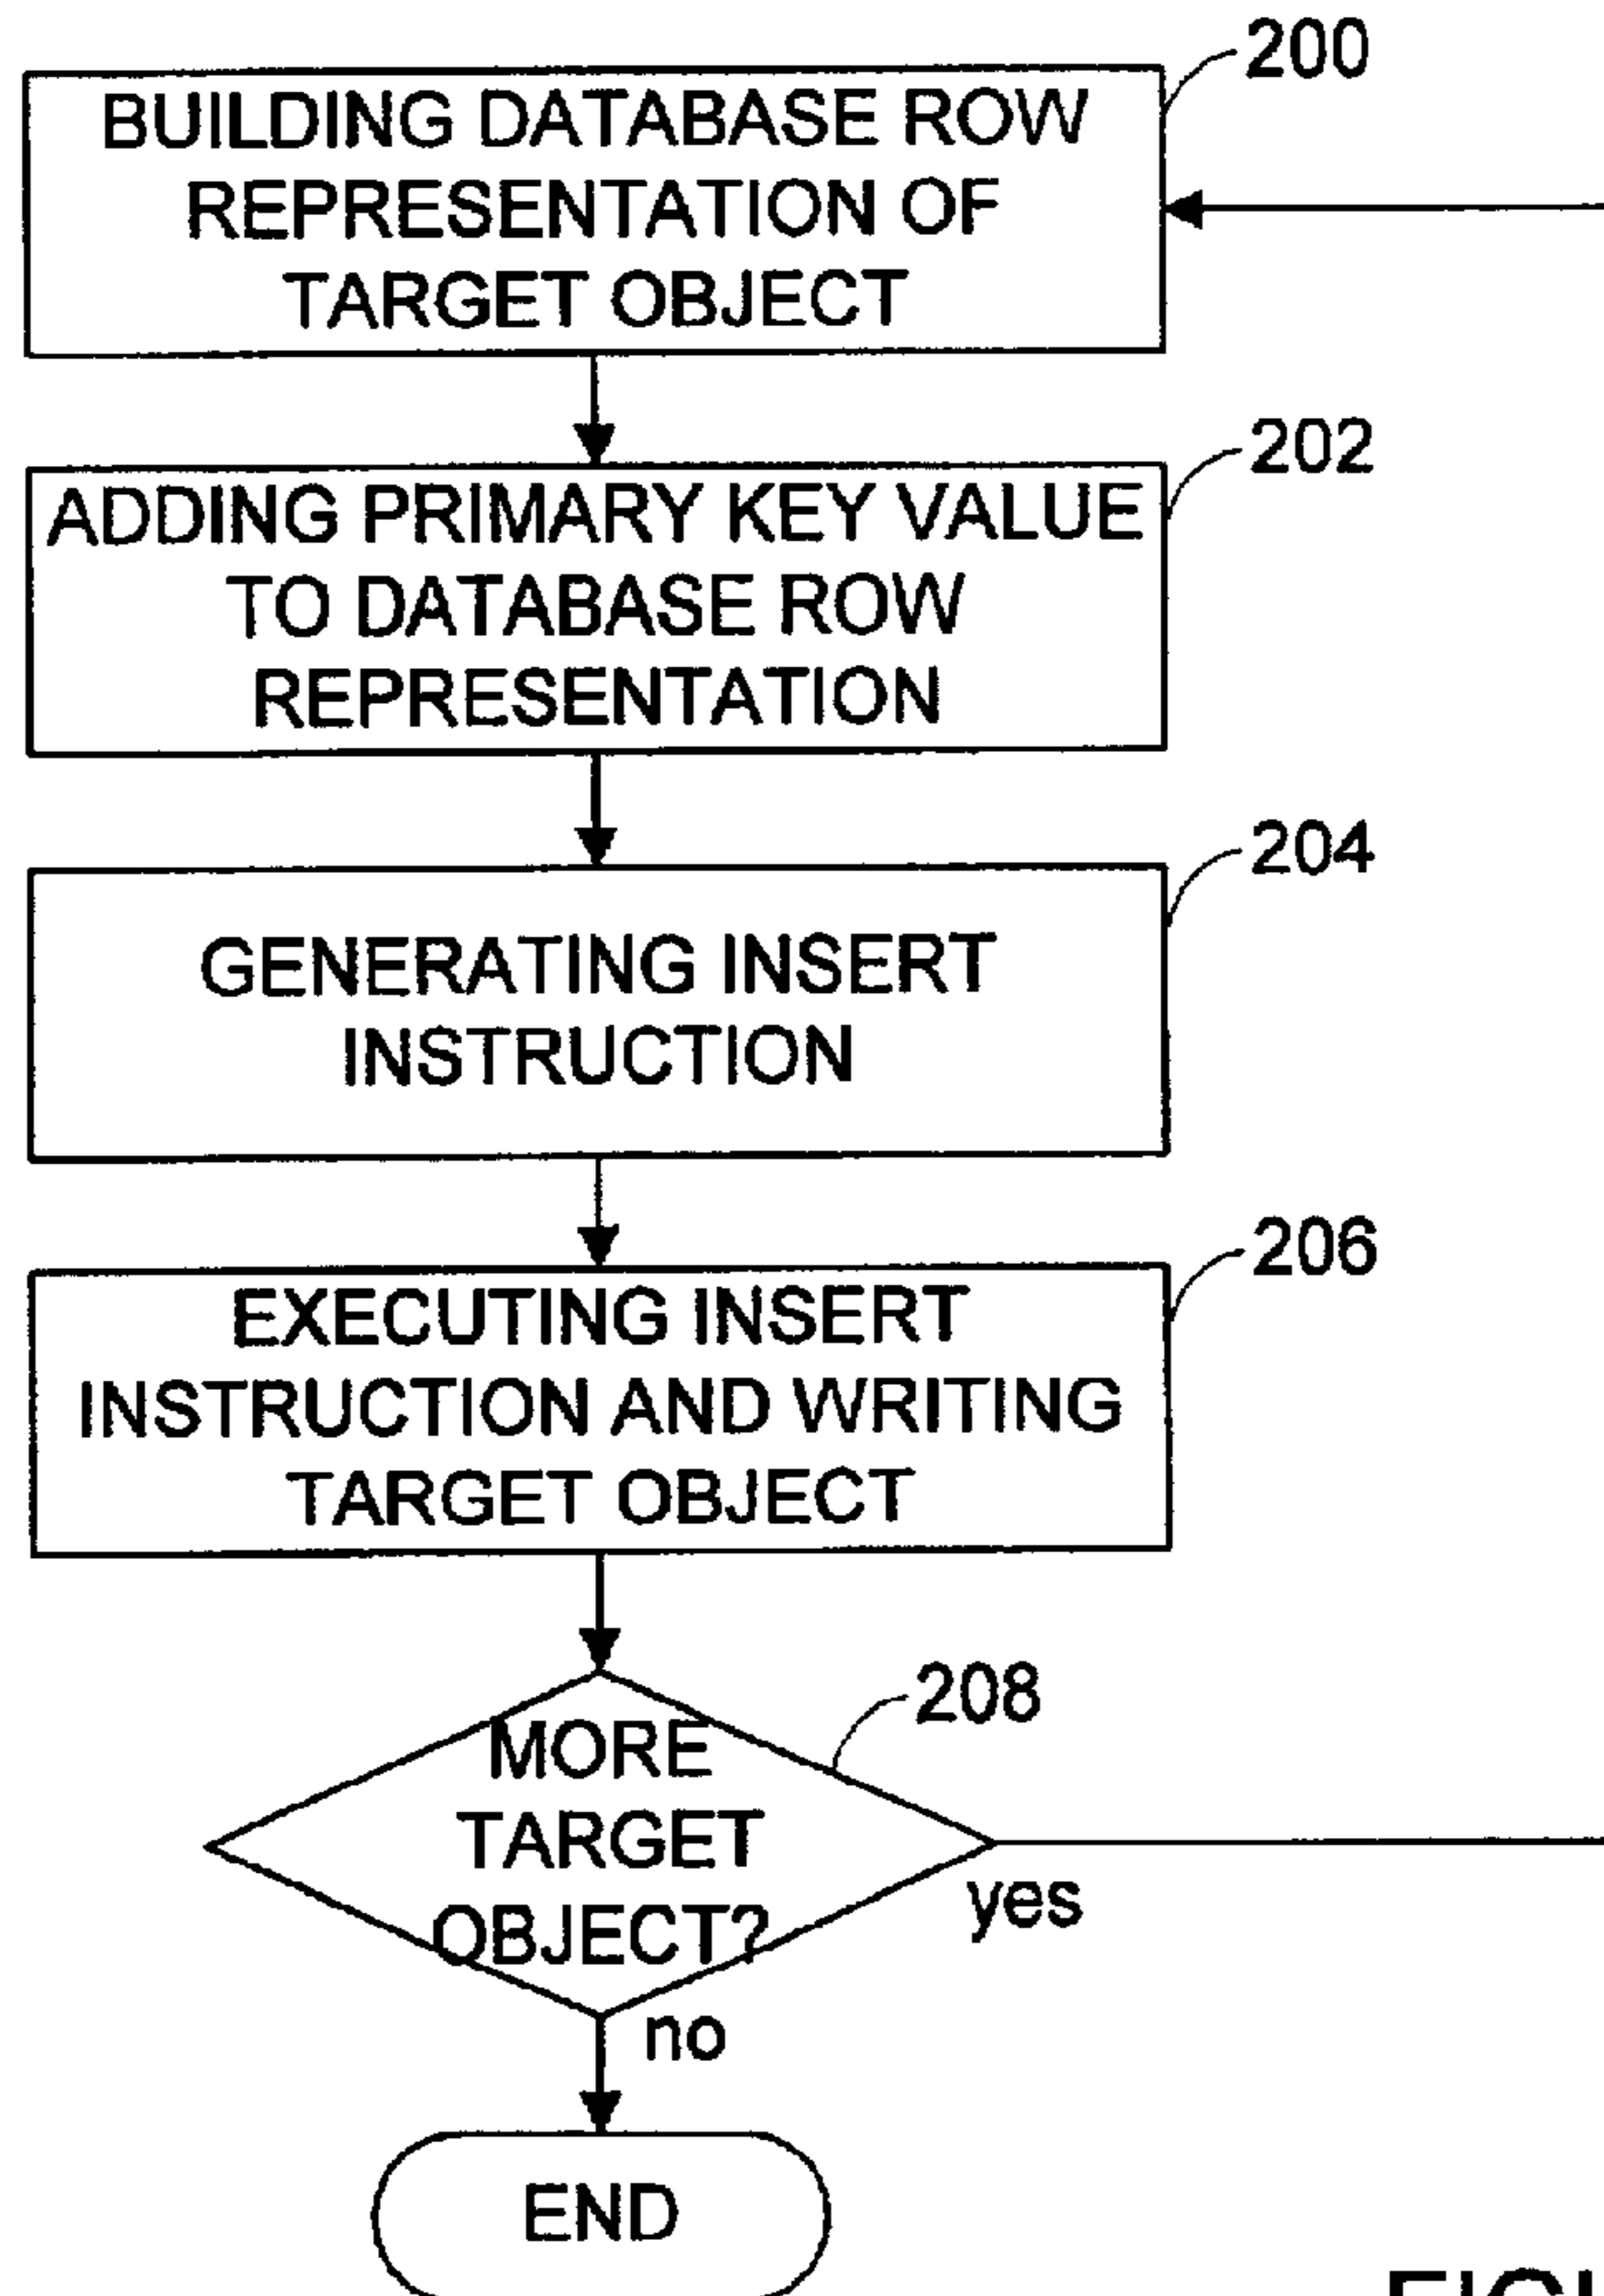 200
BUILDING DATABASE ROW
REPRESENTATION OF
TARGET OBJECT
202
ADDING PRIMARY KEY VALUE
TO DATABASE ROW
REPRESENTATION
204
GENERATING INSERT
INSTRUCTION
206
EXECUTING INSERT
INSTRUCTION AND WRITING
TARGET OBJECT
208
MORE
TARGET
OBJECT?
yes
no
END